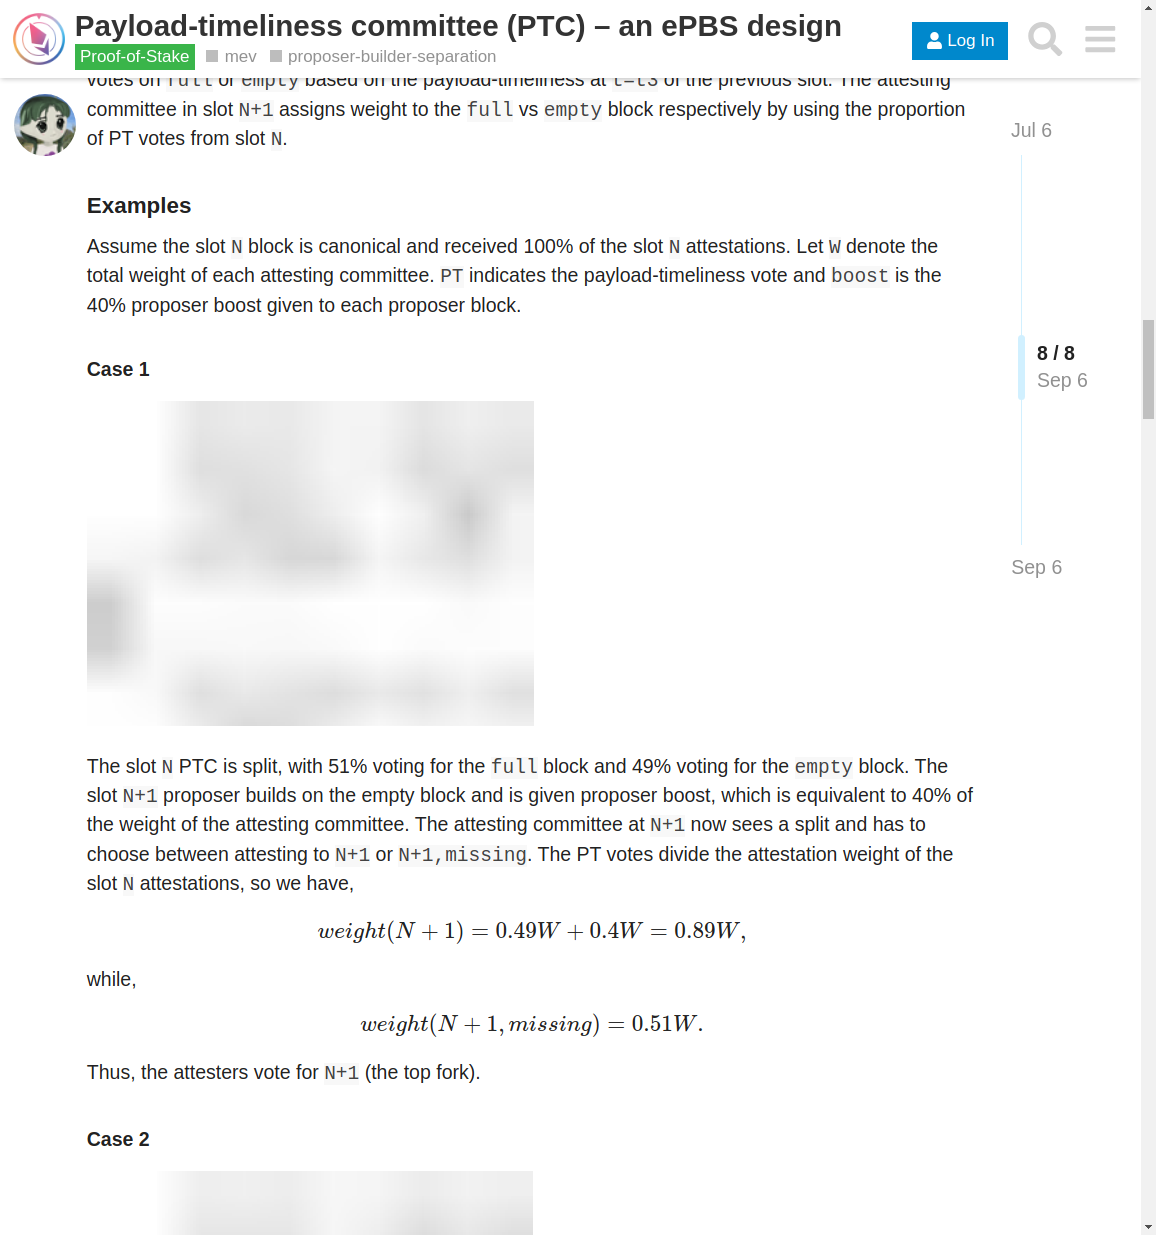 Payload-timeliness committee (PTC) – an ePBS design
Proof-of-Stake mev proposer-builder-separation
Log In
votes on full or empty based on the payload-timeliness at t=t3 of the previous slot. The attesting
committee in slot N+1 assigns weight to the full vs empty block respectively by using the proportion
of PT votes from slot N.
Jul 6
Examples
Assume the slot N block is canonical and received 100% of the slot N attestations. Let W denote the
total weight of each attesting committee. PT indicates the payload-timeliness vote and boost is the
40% proposer boost given to each proposer block.
8 / 8
Sep 6
Case 1
Sep 6
The slot N PTC is split, with 51% voting for the full block and 49% voting for the empty block. The
slot N+1 proposer builds on the empty block and is given proposer boost, which is equivalent to 40% of
the weight of the attesting committee. The attesting committee at N+1 now sees a split and has to
choose between attesting to N+1 or N+1,missing. The PT votes divide the attestation weight of the
slot N attestations, so we have,
weight(N + 1) = 0.49W + 0.4W = 0.89W,
while,
weight(N + 1, missing) = 0.51W.
Thus, the attesters vote for N+1 (the top fork).
Case 2